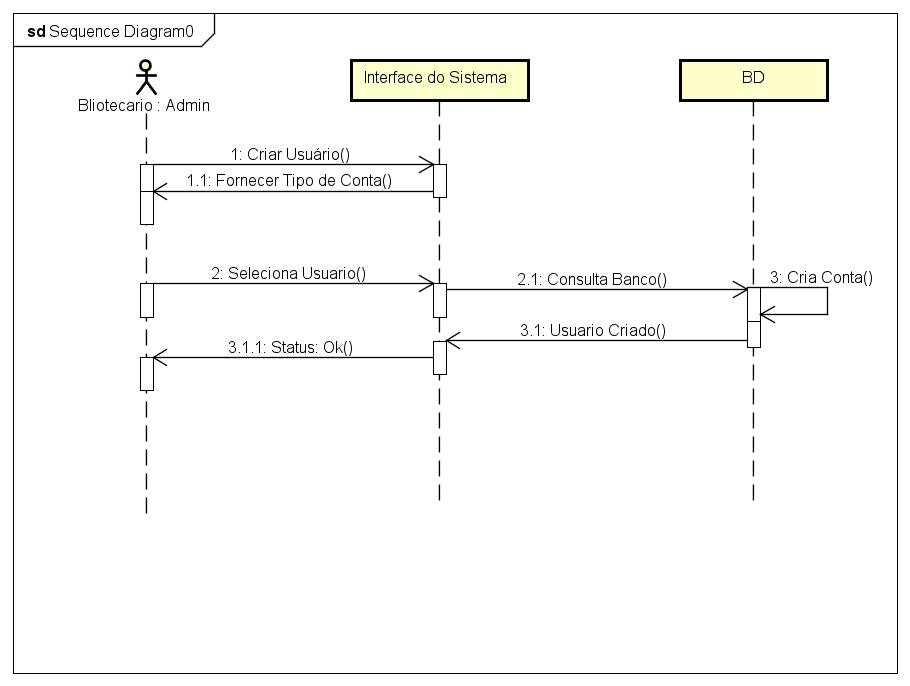 sd Sequence Diagram0
Interface do Sistema
BD
Bliotecario : Admin
1: Criar Usuário()
1.1: Fornecer Tipo de Conta()
2: Seleciona Usuario()
2.1: Consulta Banco()
3: Cria Conta()
3.1: Usuario Criado()
3.1.1: Status: Ok()